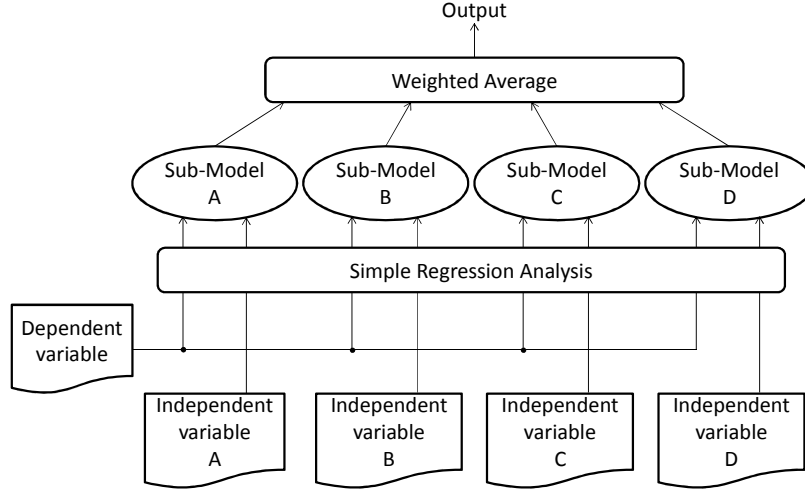 Output
Weighted Average
Sub-Model
A
Sub-Model
B
Sub-Model
C
Sub-Model
D
Simple Regression Analysis
Dependent
variable
Independent
variable
A
Independent
variable
B
Independent
variable
C
Independent
variable
D